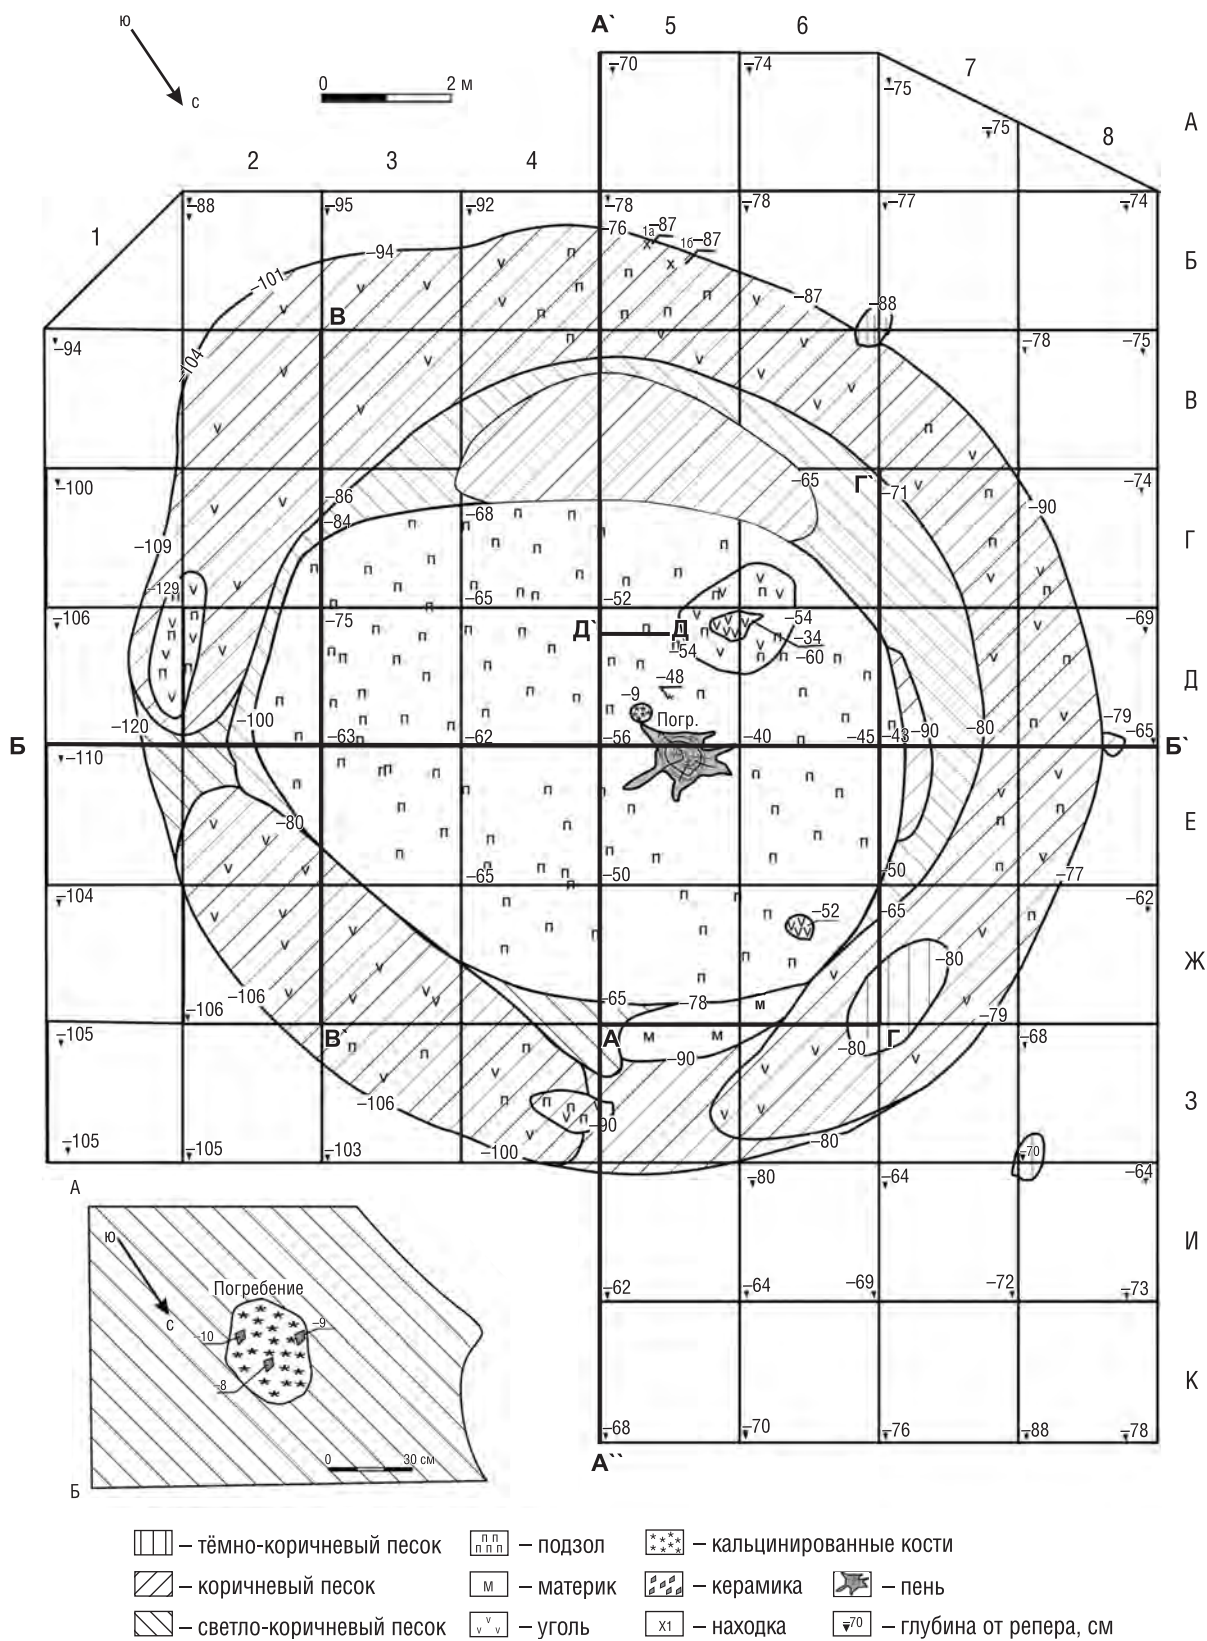 Ю
С
0 2 м
А` 5 6
7
8
2 3 4
1
А
Б
В
Г
Д
Е
Ж
З
И
К
–70 –74
–75
–75
–88 –95 –92 –78 –78 –77 –74
–76 1а –87
х 1б –87
х
–94
–101
–87
–88
В
–94 –104 –78 –75
–100 –86 –65 Г` –71 –74
–84 –68 –90
–109
–129
–106 –75 –65 –52 –54 –69
Д` Д –34
–54 –60
–48
–9
Погр.
–120 –100 –63 –62 –56 –40 –45 –43 –90 –80 –79
–65
Б Б`
–110
–80
–104 –65 –50 –50 –77 –62
–52 –65
–80
–106 –106 –65 –78 м –79
–105 В` А м м –80 Г –68
–90
–106 –90
–100 –80
–105 –105 –103 –80 –64 –70 –64
–62 –64 –69 –72 –73
–68 –70 –76 –88 –78
А``
А
Ю
С
Погребение
–10 –9
–8
0 30 см
Б
– тёмно-коричневый песок
– коричневый песок
– светло-коричневый песок
п п п п п – подзол
м – материк
v v v – уголь
– кальцинированные кости
– керамика
х1 – находка
– пень
–70 – глубина от репера, см